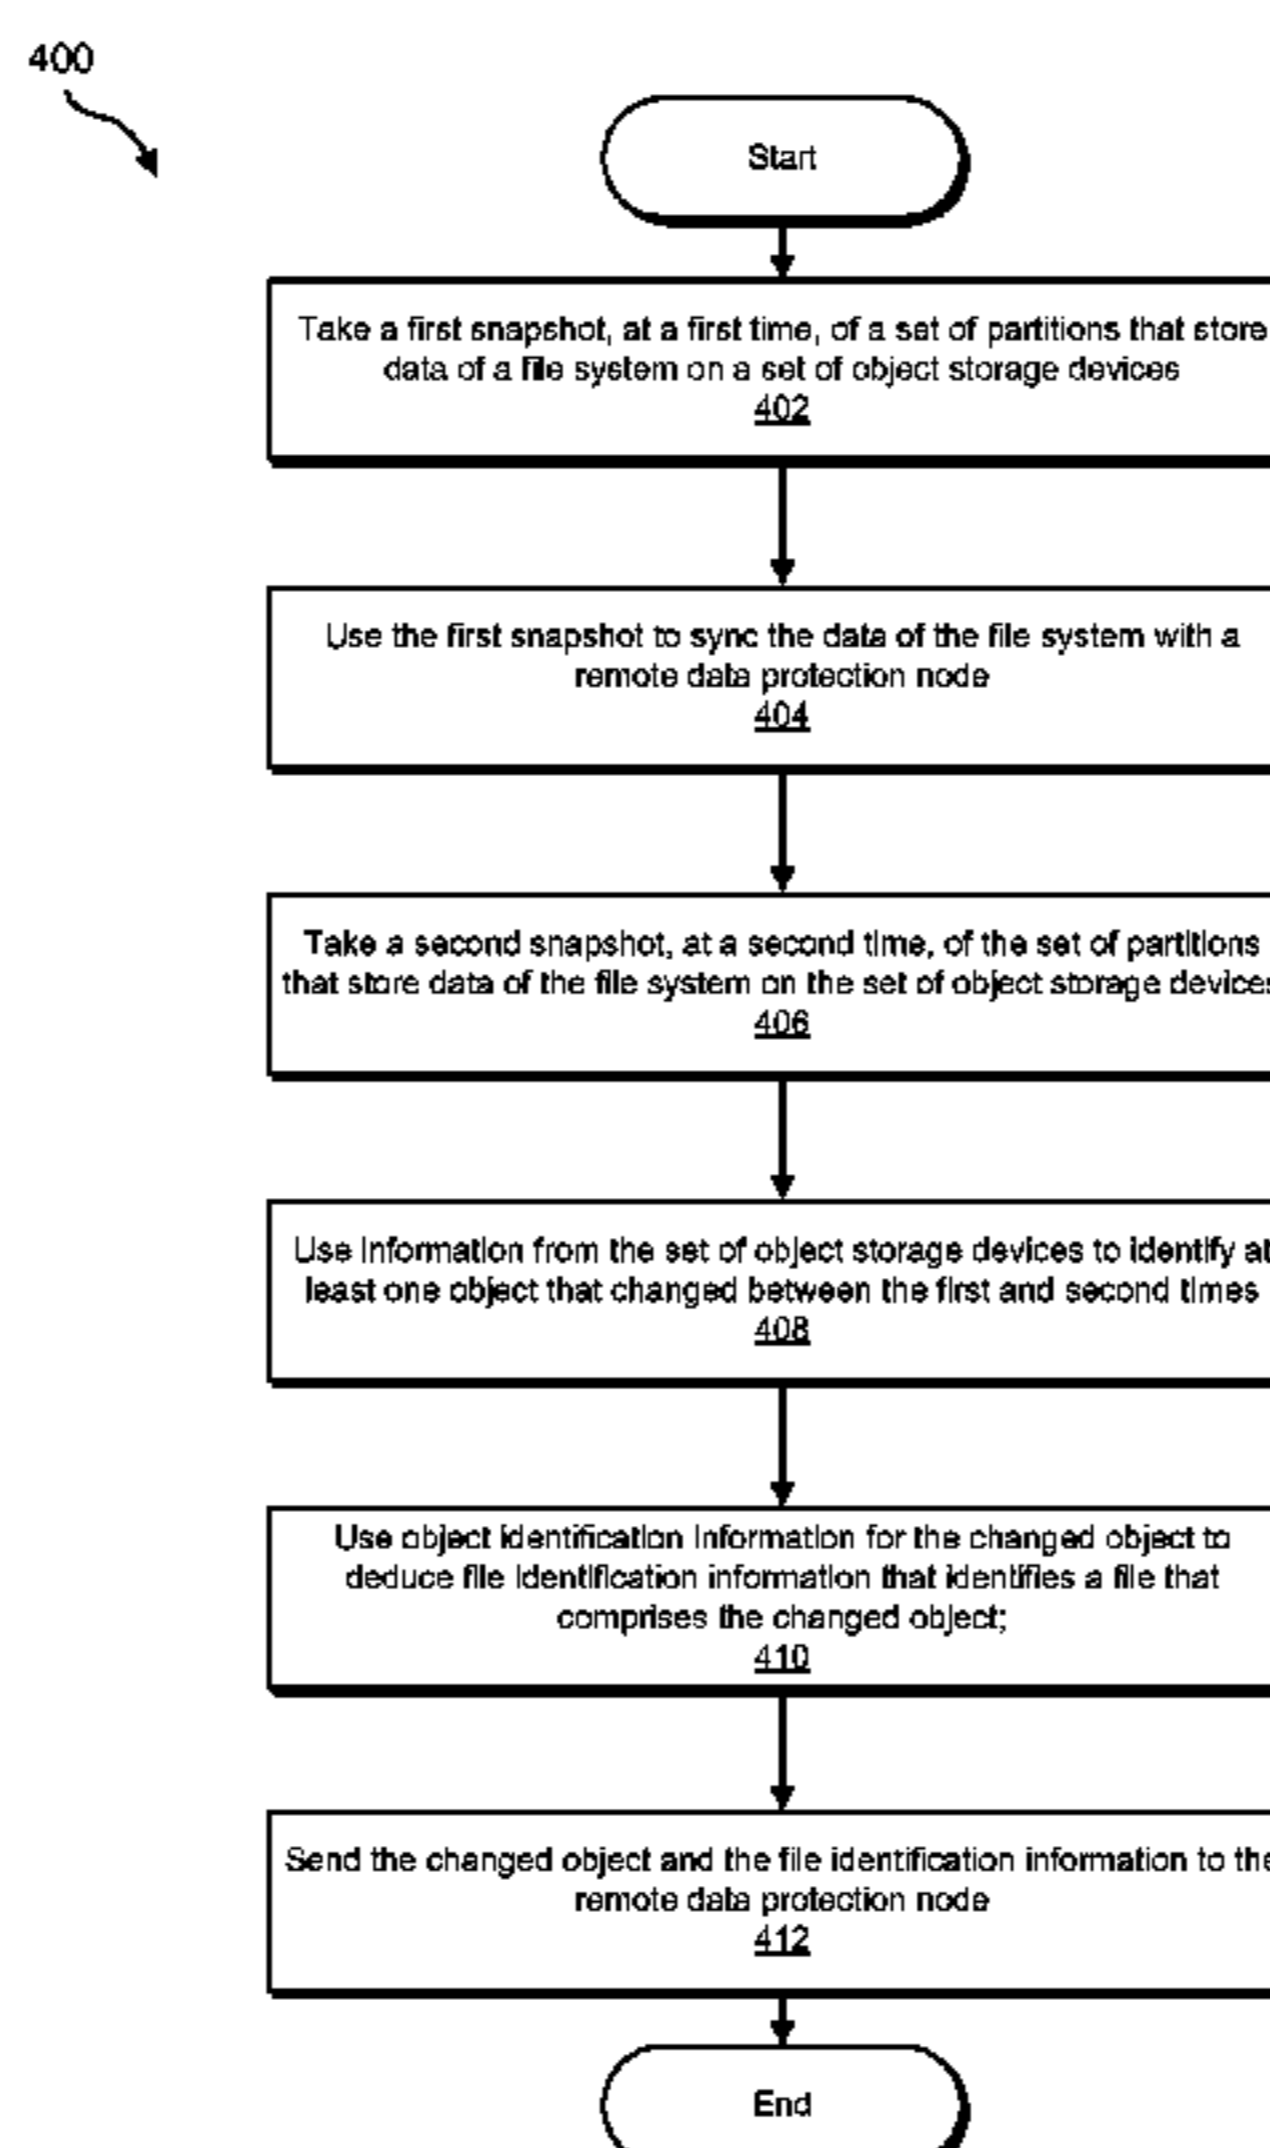 400
Start
Take a first snapshot, at a first time, of a set of partitions that store
data of a file system on a set of object storage devices
402
Use the first snapshot to sync the data of the file system with a
remote data protection node
404
Take a second snapshot, at a second time, of the set of partitions
that store data of the file system on the set of object storage devices
406
Use information from the set of object storage devices to identify at
least one object that changed between the first and second times
408
Use object identification information for the changed object to
deduce file identification information that identifies a file that
comprises the changed object;
410
Send the changed object and the file identification information to the
remote data protection node
412
End